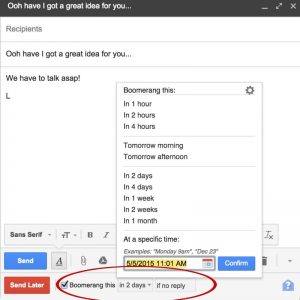 Ooh have I got a great idea for you...
Recipients
Ooh have I got a great idea for you...
We have to talk asap!
L
Boomerang this:
In 1 hour
In 2 hours
In 4 hours
Tomorrow morning
Tomorrow afternoon
In 2 days
In 4 days
In 1 week
In 2 weeks
In 1 month
At a specific time:
Examples: "Monday 9am", "Dec 23"
5/5/2015 11:01 AM
Confirm
Sans Serif
Send
Send Later
Boomerang this in 2 days if no reply